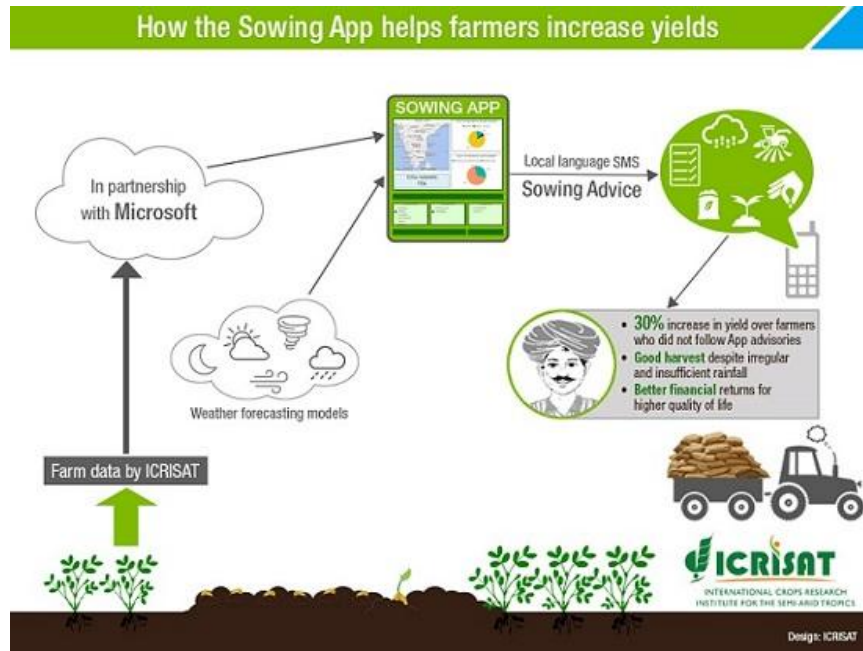 How the Sowing App helps farmers increase yields
SOWING APP
In partnership
with Microsoft
Local language SMS
Sowing Advice
Weather forecasting models
• 30% increase in yield over farmers
who did not follow App advisories
• Good harvest despite irregular
and insufficient rainfall
• Better financial returns for
higher quality of life
Farm data by ICRISAT
ICRISAT
INTERNATIONAL CROPS RESEARCH
INSTITUTE FOR THE SEMI-ARID TROPICS
Design: ICRISAT